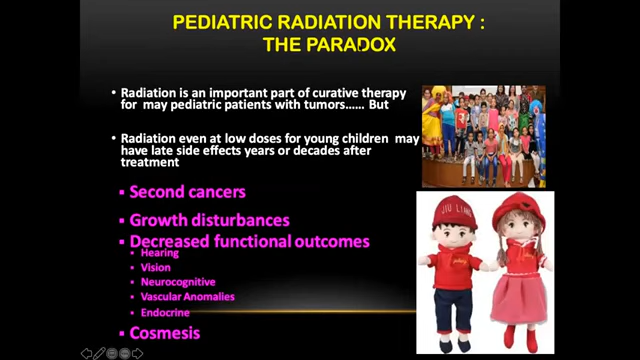 PEDIATRIC RADIATION THERAPY :
THE PARADOX
• Radiation is an important part of curative therapy
for may pediatric patients with tumors...... But
• Radiation even at low doses for young children may
have late side effects years or decades after
treatment
▪ Second cancers
▪ Growth disturbances
▪ Decreased functional outcomes
▪ Hearing
▪ Vision
▪ Neurocognitive
▪ Vascular Anomalies
▪ Endocrine
▪ Cosmesis
JIU LIANG